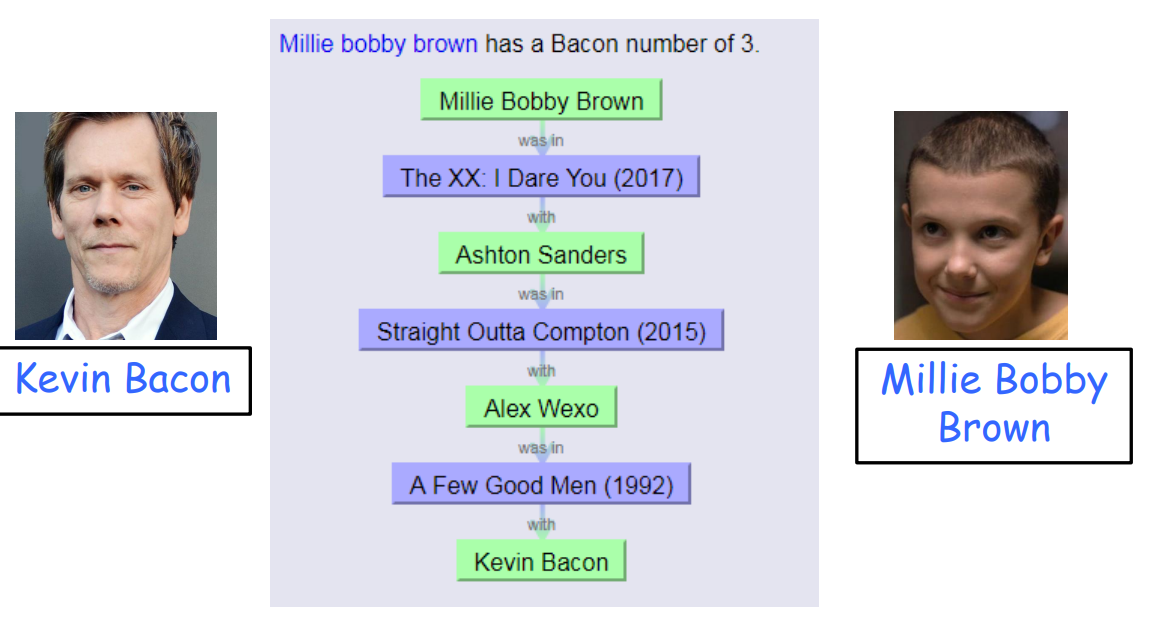 Millie bobby brown has a Bacon number of 3.
Millie Bobby Brown
was in
The XX: I Dare You (2017)
with
Ashton Sanders
was in
Straight Outta Compton (2015)
with
Alex Wexo
was in
A Few Good Men (1992)
with
Kevin Bacon
Kevin Bacon
Millie Bobby
Brown